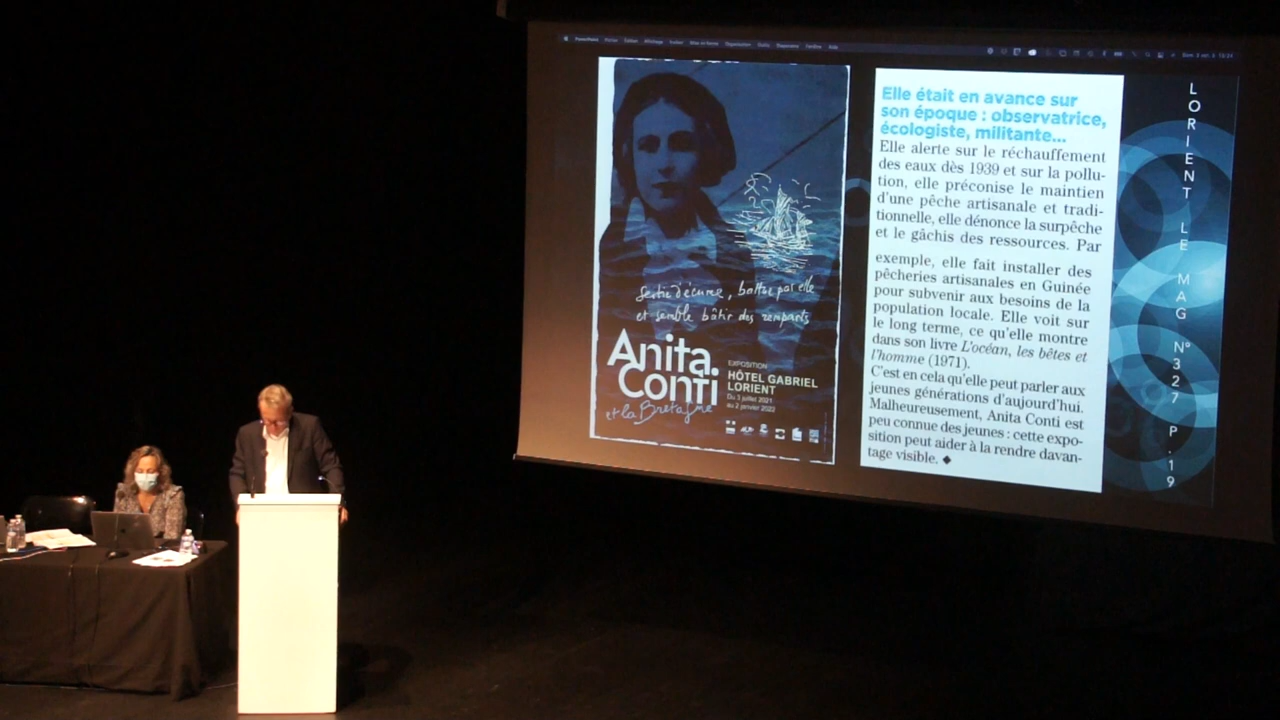 PowerPoint
Elle était en avance sur
son époque : observatrice,
écologiste, militante...
Elle alerte sur le réchauffement
des eaux dès 1939 et sur la pollu-
tion, elle préconise le maintien
d'une pêche artisanale et tradi-
tionnelle, elle dénonce la surpêche
et le gâchis des ressources. Par
exemple, elle fait installer des
pêcheries artisanales en Guinée
pour subvenir aux besoins de la
population locale. Elle voit sur
le long terme, ce qu'elle montre
dans son livre L'océan, les bêtes et
l'homme (1971).
C'est en cela qu'elle peut parler aux
jeunes générations d'aujourd'hui.
Malheureusement, Anita Conti est
peu connue des jeunes : cette expo-
sition peut aider à la rendre davan-
tage visible. ◆
et semble bâtir des remparts
Anita.
Conti
et la Bretagne
EXPOSITION
HÔTEL GABRIEL
LORIENT
Du 3 juillet 2021
au 2 janvier 2022
LORIENT LE MAG N°327 P.19